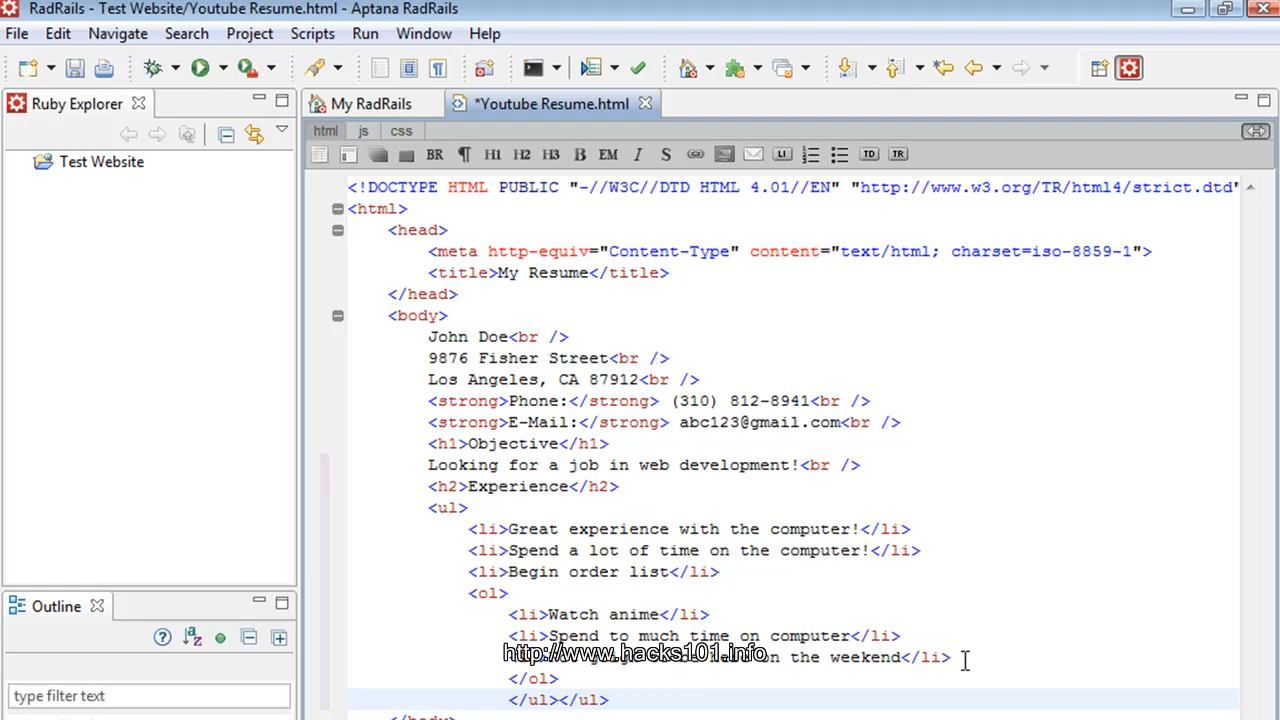 RadRails - Test Website/Youtube Resume.html - Aptana RadRails
File Edit Navigate Search Project Scripts Run Window Help
Ruby Explorer
My RadRails
*Youtube Resume.html
html js css
BR ¶ H1 H2 H3 B EM I S LI TD TR
Test Website
<!DOCTYPE HTML PUBLIC "-//W3C//DTD HTML 4.01//EN" "http://www.w3.org/TR/html4/strict.dtd"
<html>
<head>
<meta http-equiv="Content-Type" content="text/html; charset=iso-8859-1">
<title>My Resume</title>
</head>
<body>
John Doe<br />
9876 Fisher Street<br />
Los Angeles, CA 87912<br />
<strong>Phone:</strong> (310) 812-8941<br />
<strong>E-Mail:</strong> abc123@gmail.com<br />
<h1>Objective</h1>
Looking for a job in web development!<br />
<h2>Experience</h2>
<ul>
<li>Great experience with the computer!</li>
<li>Spend a lot of time on the computer!</li>
<li>Begin order list</li>
<ol>
<li>Watch anime</li>
<li>Spend to much time on computer</li>
http://www.hacks101.info
on the weekend</li>
</ol>
</ul></ul>
</body>
Outline
type filter text